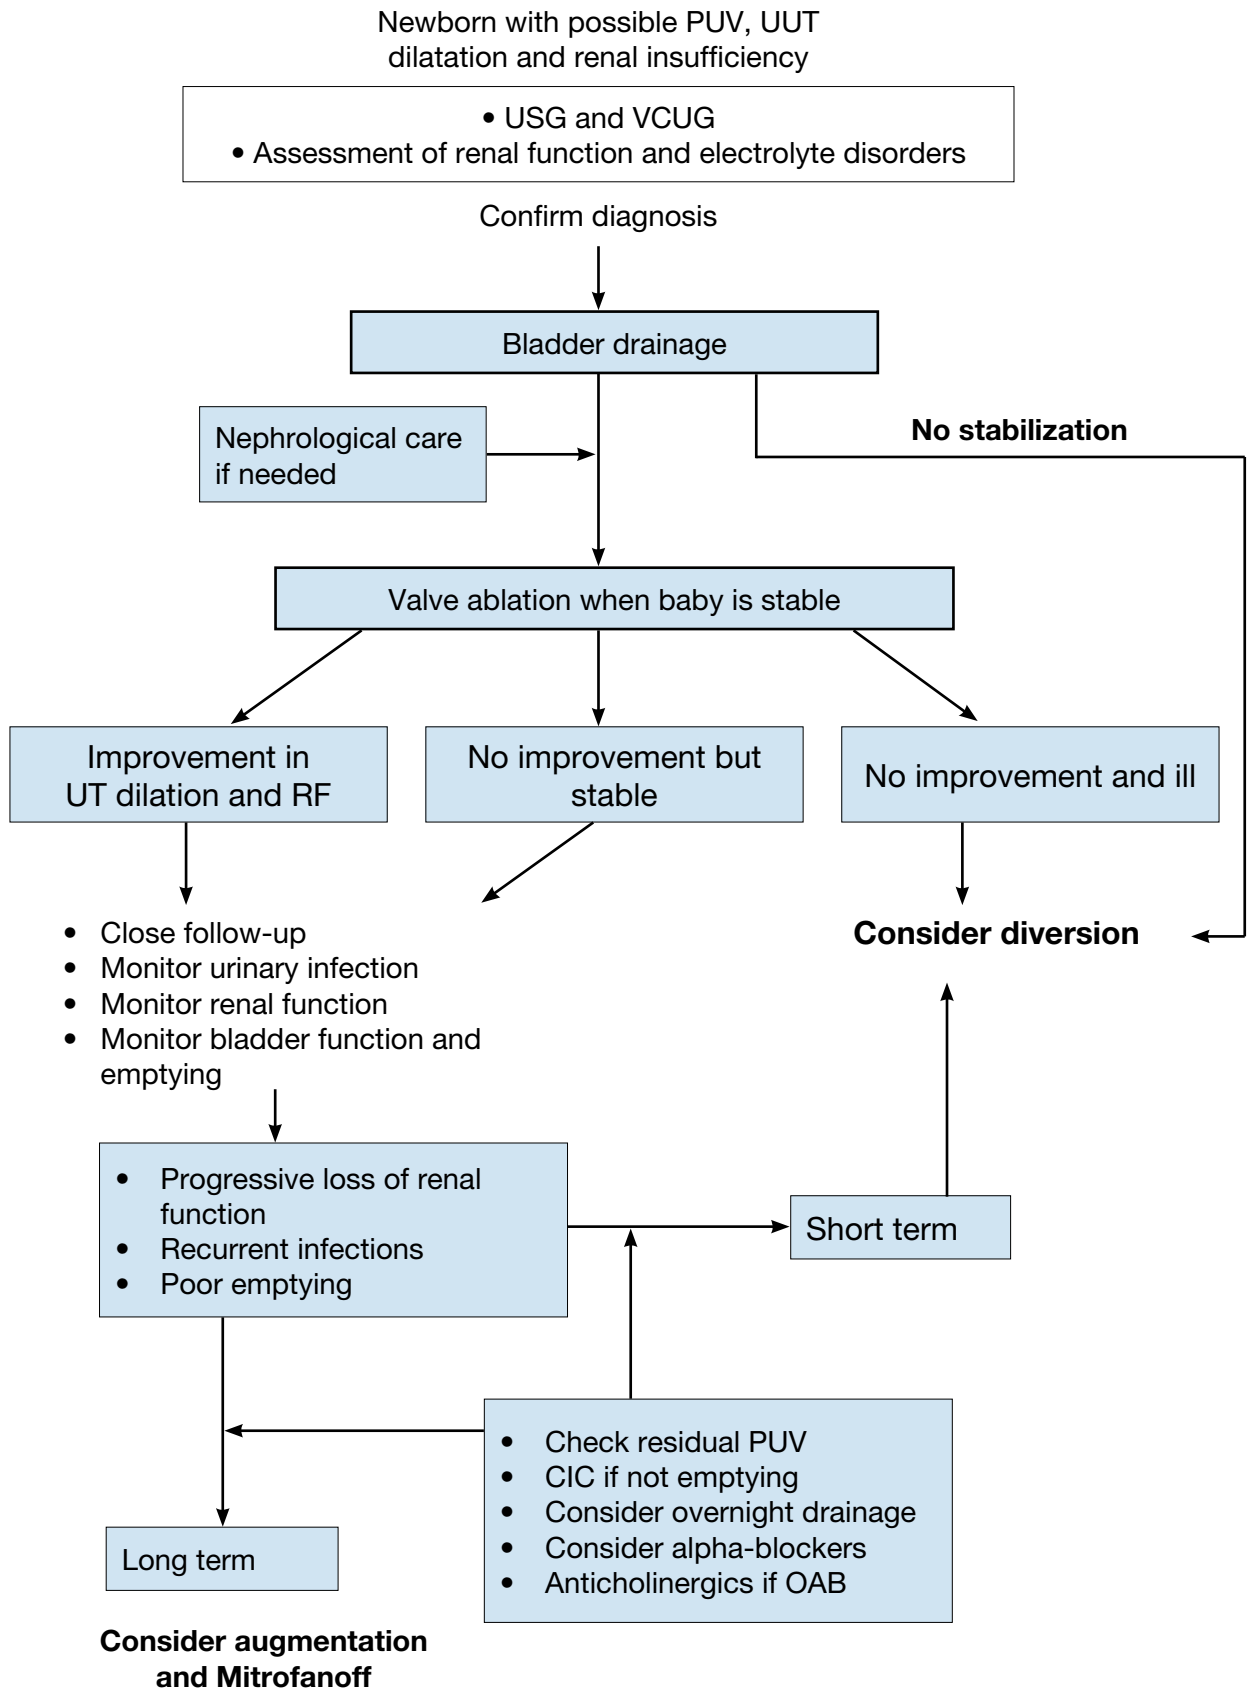 Newborn with possible PUV, UUT
dilatation and renal insufficiency
• USG and VCUG
• Assessment of renal function and electrolyte disorders
Confirm diagnosis
Bladder drainage
Nephrological care
if needed
No stabilization
Valve ablation when baby is stable
Improvement in
UT dilation and RF
No improvement but
stable
No improvement and ill
• Close follow-up
• Monitor urinary infection
• Monitor renal function
• Monitor bladder function and
emptying
Consider diversion
• Progressive loss of renal
function
• Recurrent infections
• Poor emptying
Short term
• Check residual PUV
• CIC if not emptying
• Consider overnight drainage
• Consider alpha-blockers
• Anticholinergics if OAB
Long term
Consider augmentation
and Mitrofanoff